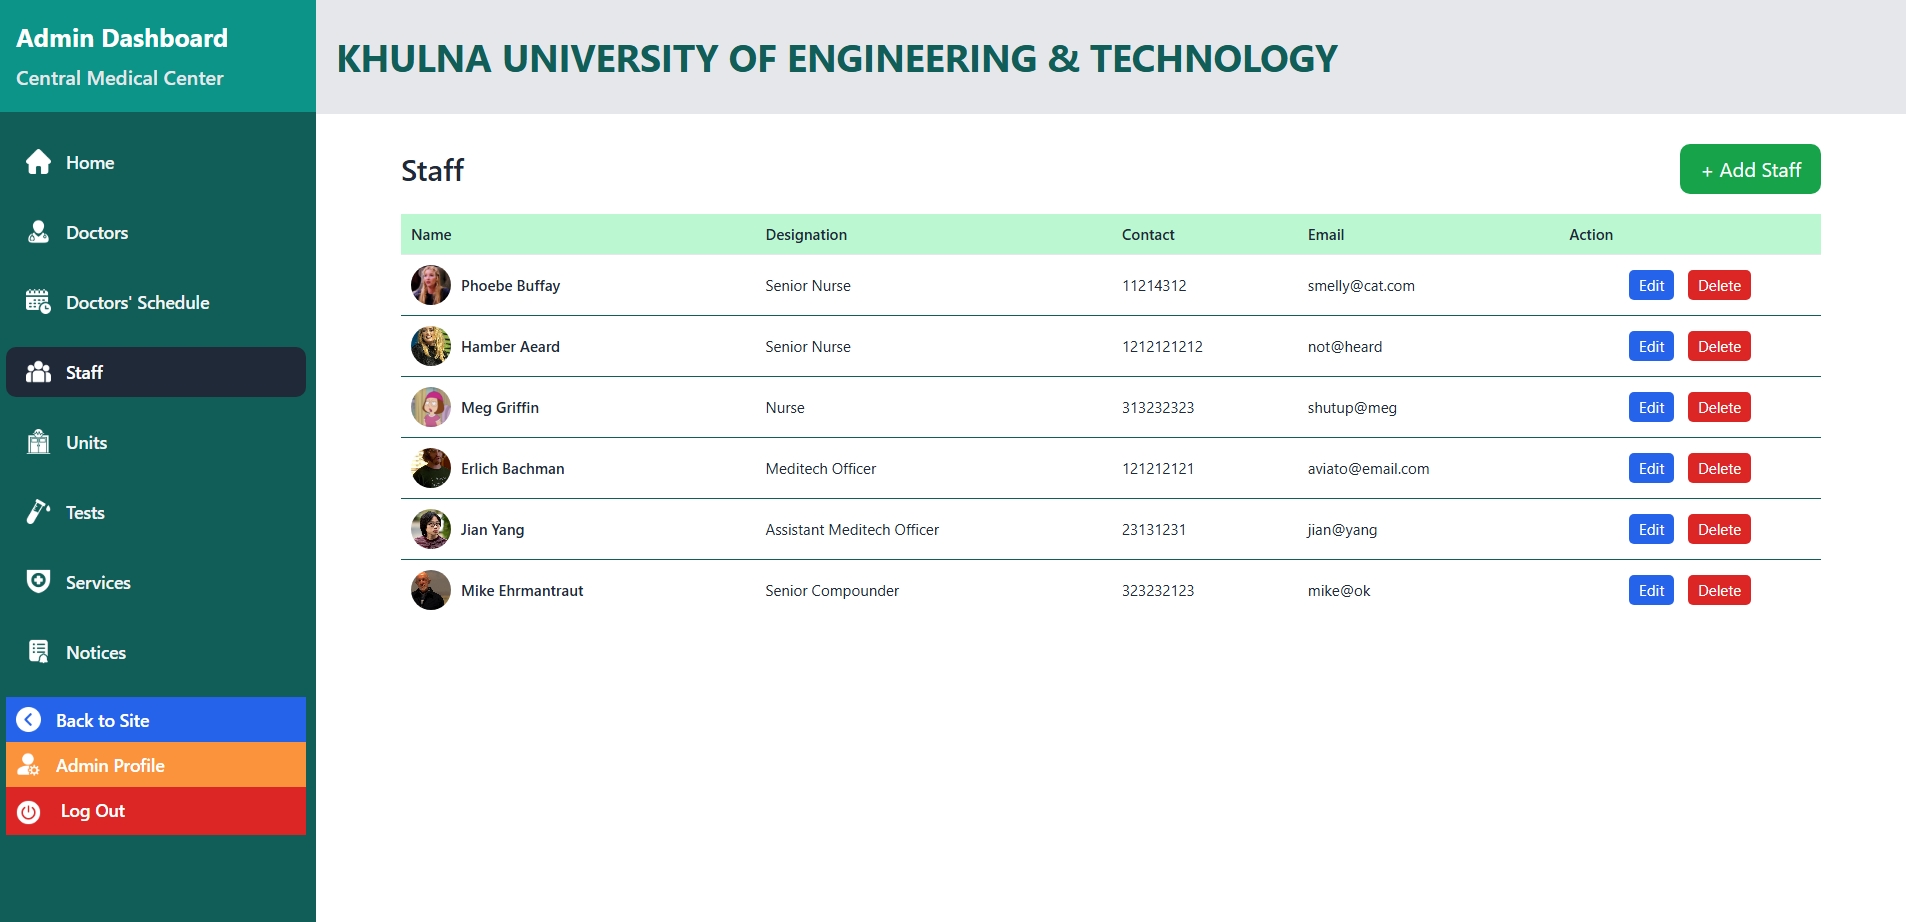 Admin Dashboard
Central Medical Center
KHULNA UNIVERSITY OF ENGINEERING & TECHNOLOGY
Home
Doctors
Doctors' Schedule
Staff
Units
Tests
Services
Notices
Back to Site
Admin Profile
Log Out
Staff
+ Add Staff
Name Designation Contact Email Action
Phoebe Buffay Senior Nurse 11214312 smelly@cat.com Edit Delete
Hamber Aeard Senior Nurse 1212121212 not@heard Edit Delete
Meg Griffin Nurse 313232323 shutup@meg Edit Delete
Erlich Bachman Meditech Officer 121212121 aviato@email.com Edit Delete
Jian Yang Assistant Meditech Officer 23131231 jian@yang Edit Delete
Mike Ehrmantraut Senior Compounder 323232123 mike@ok Edit Delete